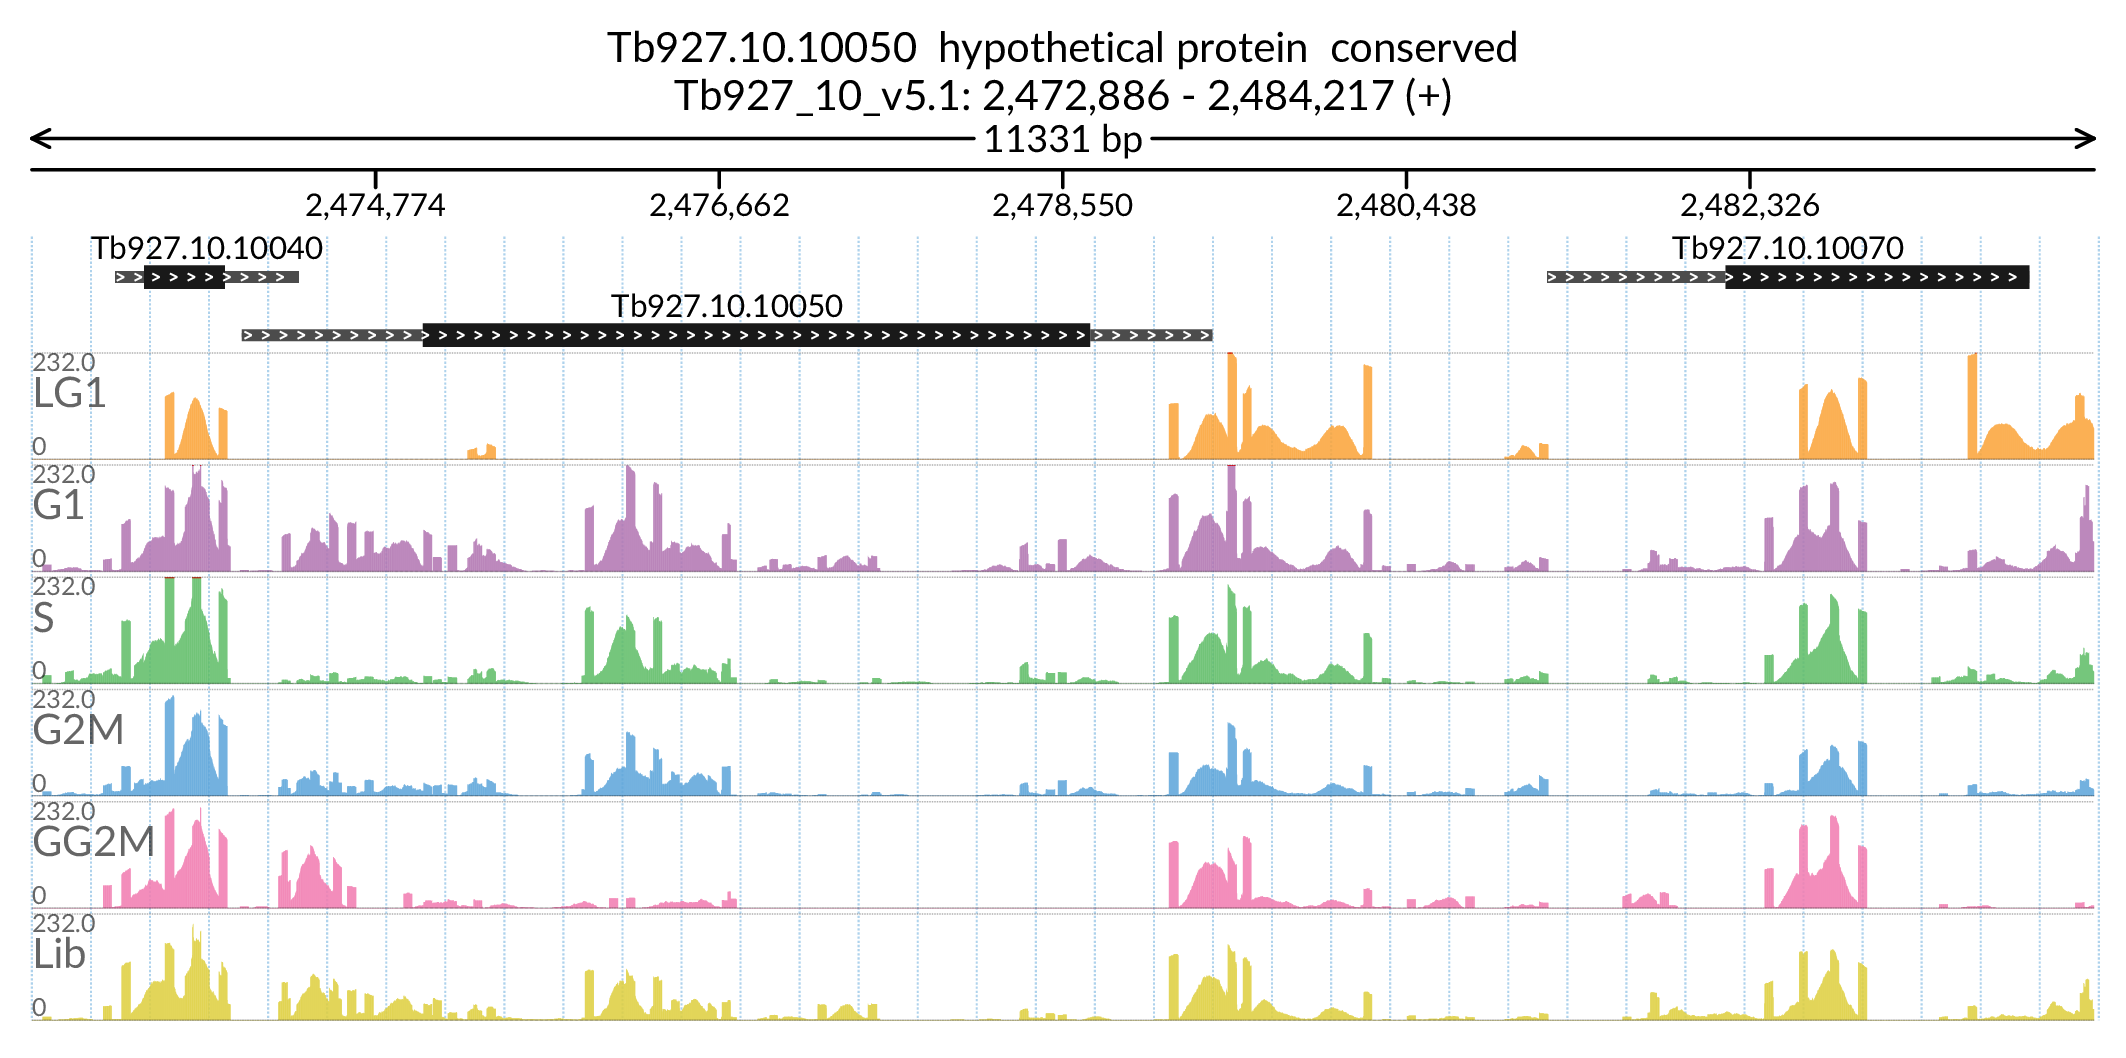 Tb927.10.10050  hypothetical protein  conserved
Tb927_10_v5.1: 2,472,886 - 2,484,217 (+)
11331 bp
2,474,774 2,476,662 2,478,550 2,480,438 2,482,326
Tb927.10.10040 Tb927.10.10070
Tb927.10.10050
232.0
LG1
0
232.0
G1
0
232.0
S
0
232.0
G2M
0
232.0
GG2M
0
232.0
Lib
0